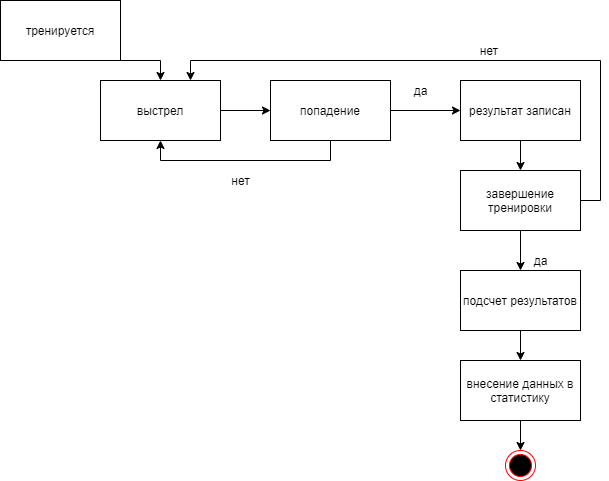 тренируется
нет
да
выстрел
попадение
результат записан
нет
завершение
тренировки
да
подсчет результатов
внесение данных в
статистику